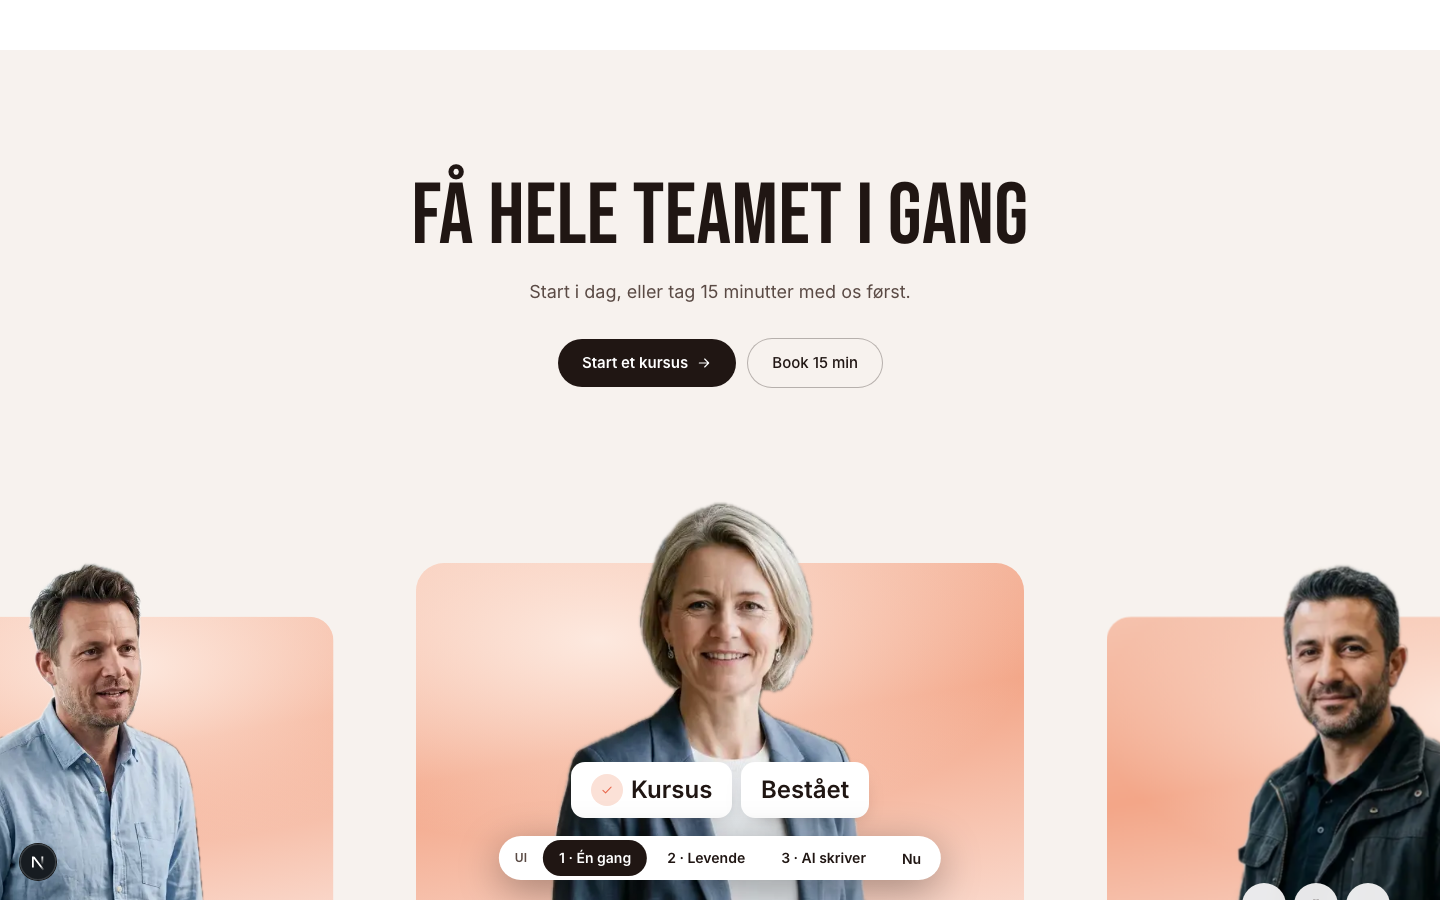 FÅ HELE TEAMET I GANG
Start i dag, eller tag 15 minutter med os først.
Start et kursus →
Book 15 min
Kursus
Bestået
UI
1 · Én gang
2 · Levende
3 · AI skriver
Nu
N